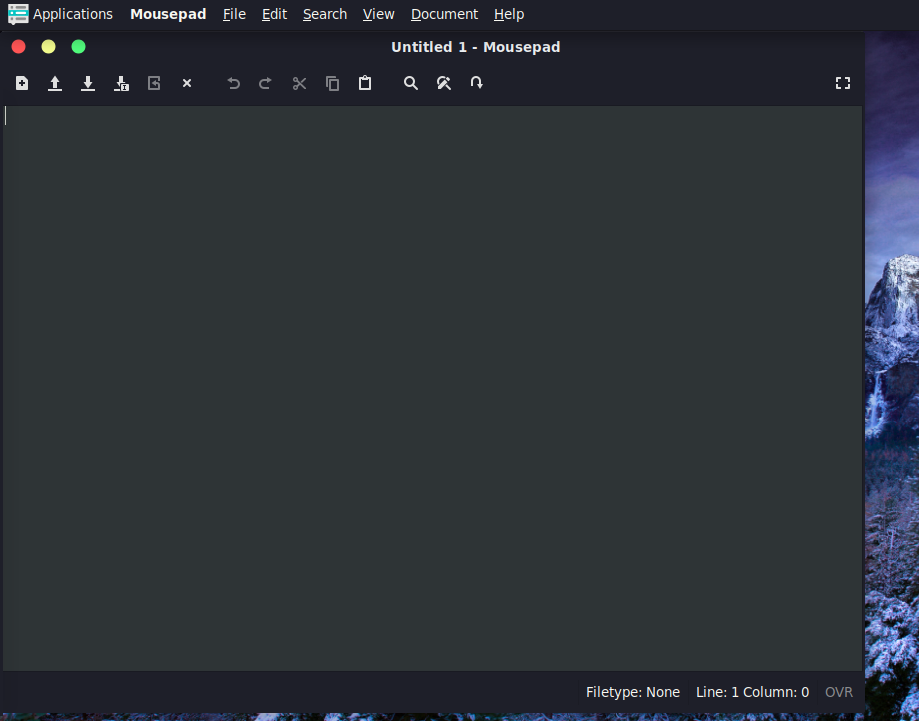 Applications Mousepad File Edit Search View Document Help
Untitled 1 - Mousepad
Filetype: None Line: 1 Column: 0 OVR